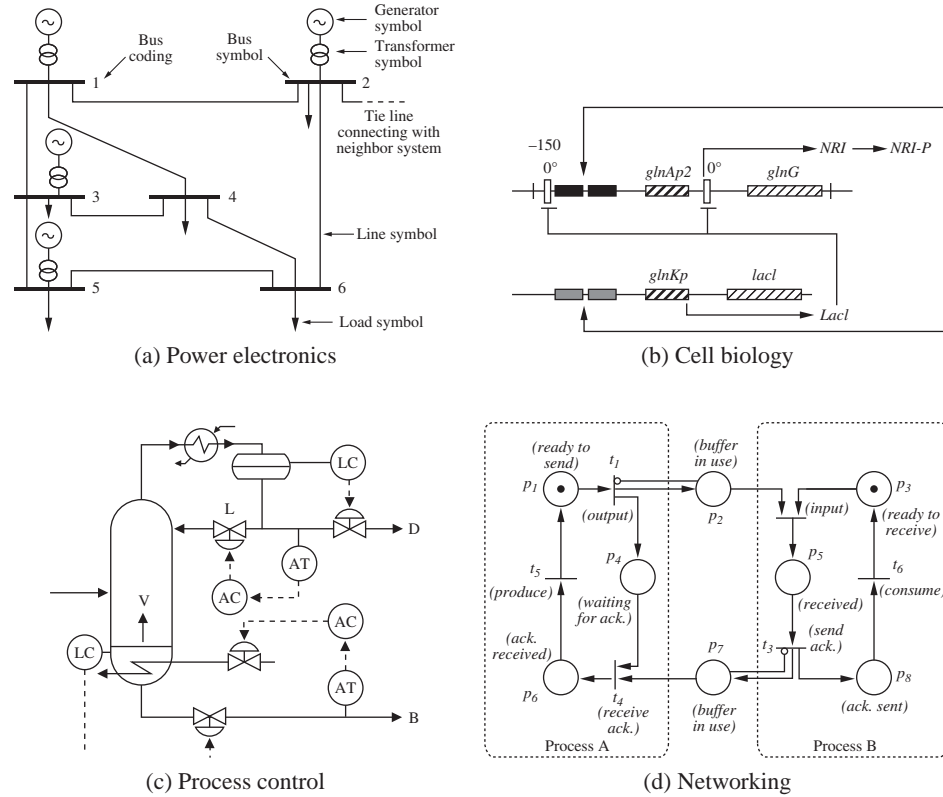 Generator
symbol
Transformer
symbol
Bus
coding
Bus
symbol
1
2
Tie line
connecting with
neighbor system
3
4
Line symbol
5
6
Load symbol
(a) Power electronics
−150
0°
glnAp2
0°
NRI
NRI-P
glnG
glnKp
lacl
Lacl
(b) Cell biology
LC
L
D
AT
AC
V
AC
LC
AT
B
(c) Process control
(ready to
send)
t1
(buffer
in use)
p1
p2
p3
(output)
(input)
(ready to
receive)
p4
p5
t5
t6
(produce)
(consume)
(waiting
for ack.)
(received)
(ack.
received)
(send
ack.)
p7
t3
p6
t4
p8
(receive
ack.)
(buffer
in use)
(ack. sent)
Process A
Process B
(d) Networking